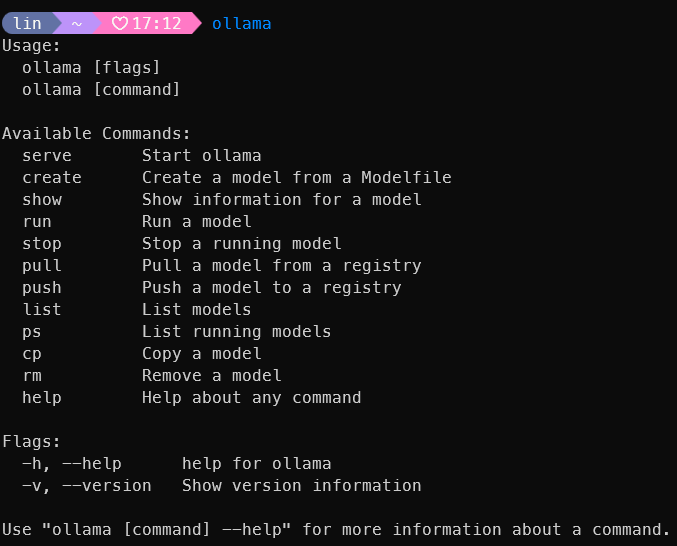 lin ~ ♡17:12 ollama
Usage:
  ollama [flags]
  ollama [command]

Available Commands:
  serve       Start ollama
  create      Create a model from a Modelfile
  show        Show information for a model
  run         Run a model
  stop        Stop a running model
  pull        Pull a model from a registry
  push        Push a model to a registry
  list        List models
  ps          List running models
  cp          Copy a model
  rm          Remove a model
  help        Help about any command

Flags:
  -h, --help      help for ollama
  -v, --version   Show version information

Use "ollama [command] --help" for more information about a command.